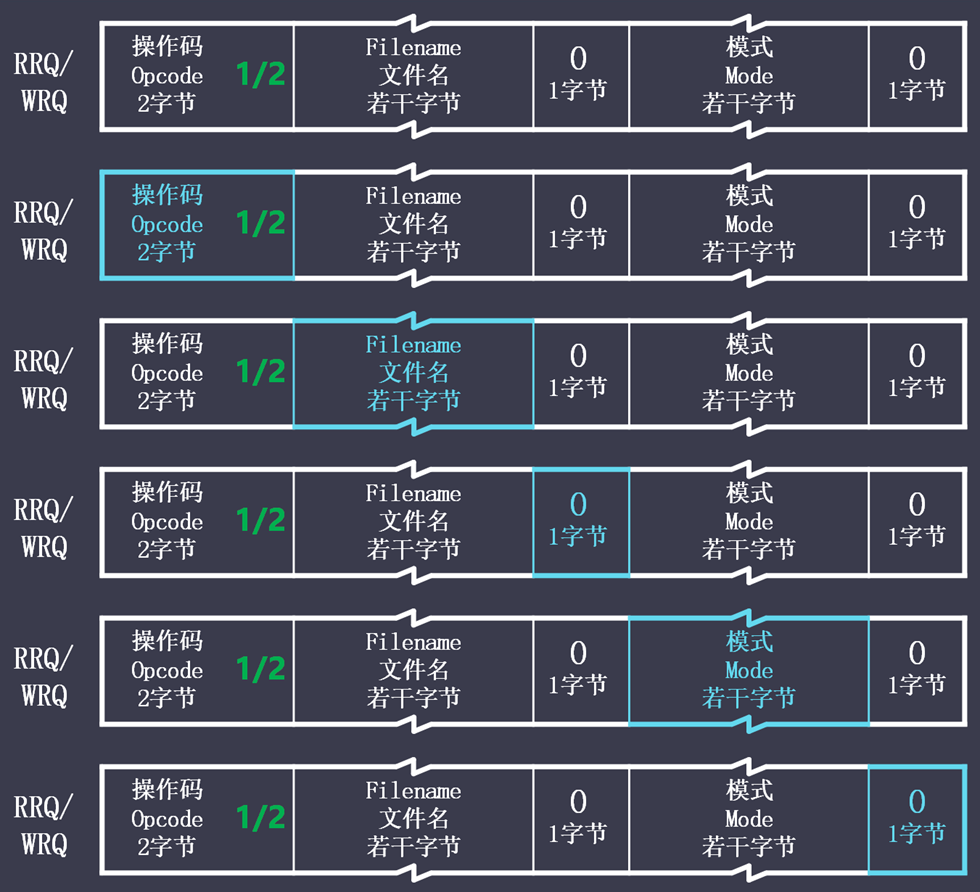 RRQ/
WRQ
操作码
Opcode
2字节
1/2
Filename
文件名
若干字节
0
1字节
模式
Mode
若干字节
0
1字节
RRQ/
WRQ
操作码
Opcode
2字节
1/2
Filename
文件名
若干字节
0
1字节
模式
Mode
若干字节
0
1字节
RRQ/
WRQ
操作码
Opcode
2字节
1/2
Filename
文件名
若干字节
0
1字节
模式
Mode
若干字节
0
1字节
RRQ/
WRQ
操作码
Opcode
2字节
1/2
Filename
文件名
若干字节
0
1字节
模式
Mode
若干字节
0
1字节
RRQ/
WRQ
操作码
Opcode
2字节
1/2
Filename
文件名
若干字节
0
1字节
模式
Mode
若干字节
0
1字节
RRQ/
WRQ
操作码
Opcode
2字节
1/2
Filename
文件名
若干字节
0
1字节
模式
Mode
若干字节
0
1字节